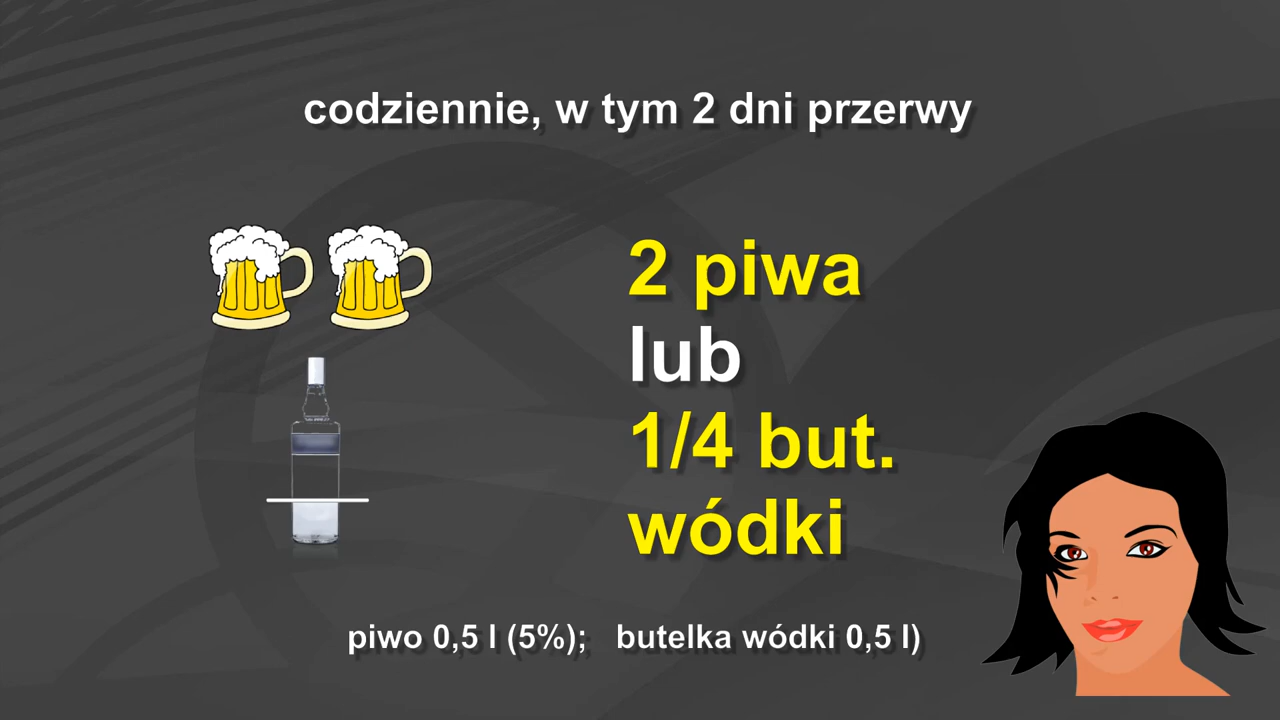 codziennie, w tym 2 dni przerwy
2 piwa
lub
1/4 but.
wódki
piwo 0,5 l (5%); butelka wódki 0,5 l)